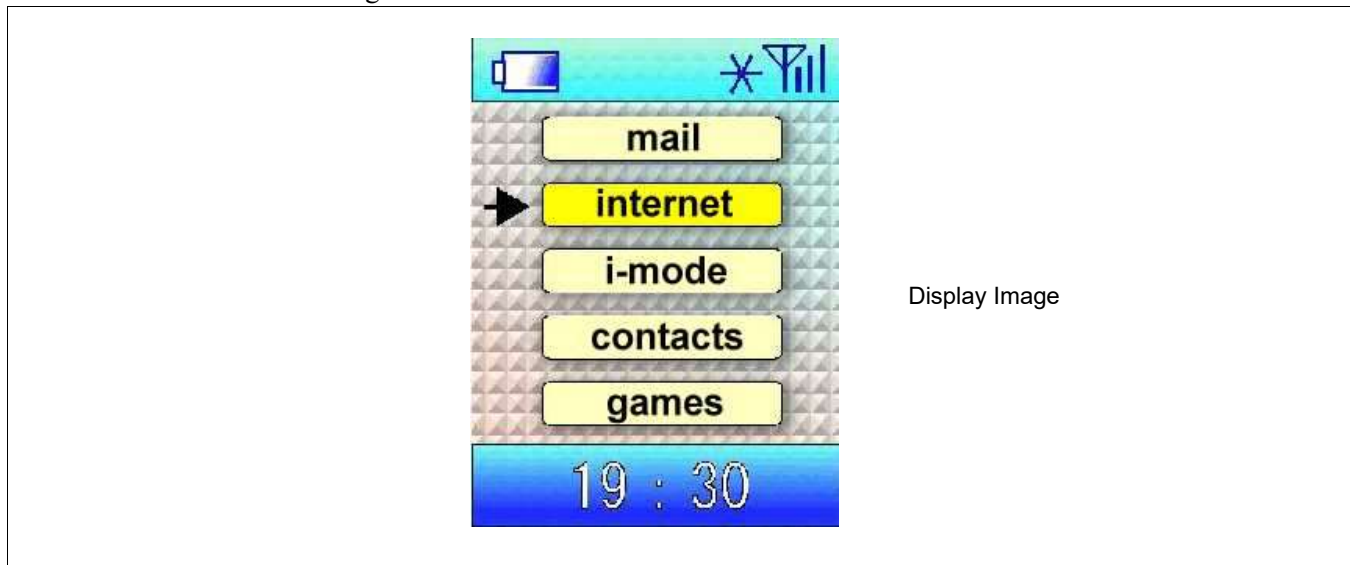 mail
internet
i-mode
Display Image
contacts
games
19 : 30